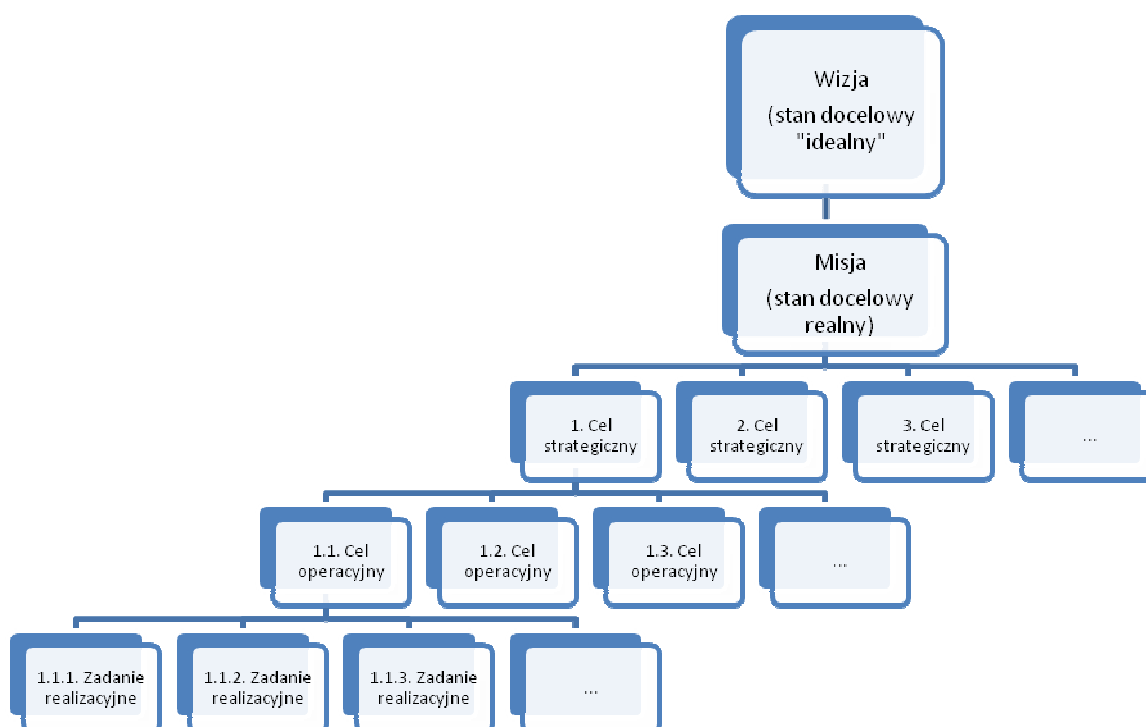 Wizja
(stan docelowy
"idealny"
Misja
(stan docelowy
realny)
1. Cel
strategiczny
2. Cel
strategiczny
3. Cel
strategiczny
...
1.1. Cel
operacyjny
1.2. Cel
operacyjny
1.3. Cel
operacyjny
...
1.1.1. Zadanie
realizacyjne
1.1.2. Zadanie
realizacyjne
1.1.3. Zadanie
realizacyjne
...